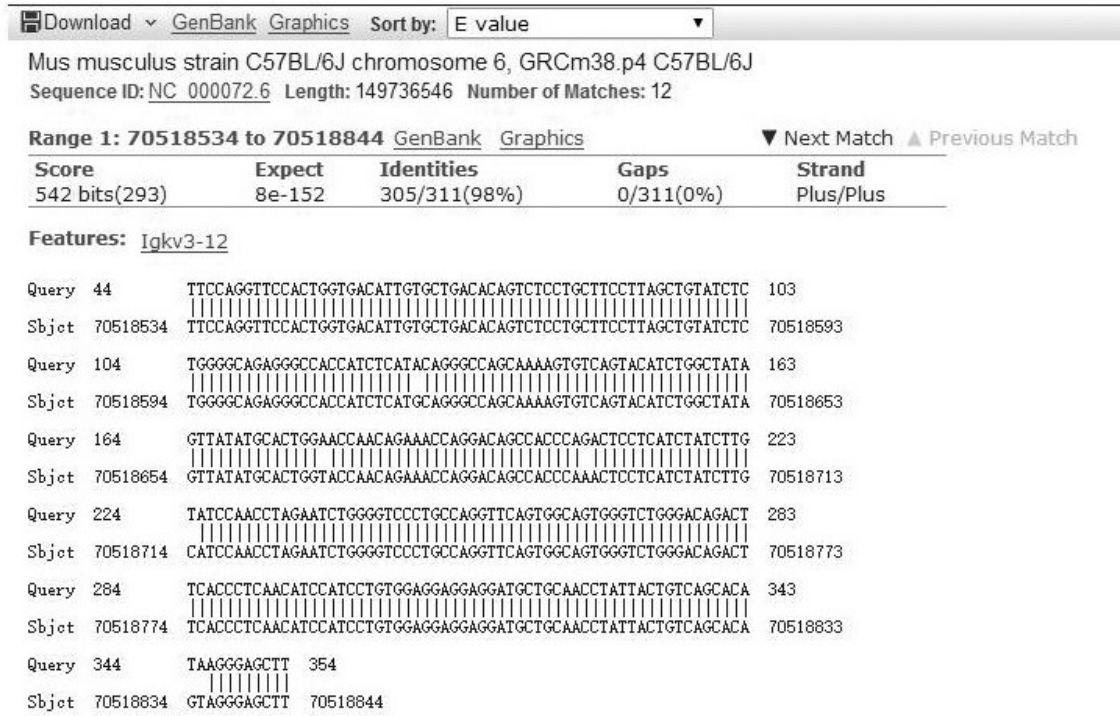 Download GenBank Graphics Sort by: E value
Mus musculus strain C57BL/6J chromosome 6, GRCm38.p4 C57BL/6J
Sequence ID: NC_000072.6 Length: 149736546 Number of Matches: 12
Range 1: 70518534 to 70518844 GenBank Graphics ▼ Next Match ▲ Previous Match
Score Expect Identities Gaps Strand
542 bits(293) 8e-152 305/311(98%) 0/311(0%) Plus/Plus
Features: Igkv3-12
Query 44 TTCCAGGTTCCACTGGTGACATTGTGCTGACACAGTCTCCTGCTTCCTTAGCTGTATCTC 103
Sbjct 70518534 TTCCAGGTTCCACTGGTGACATTGTGCTGACACAGTCTCCTGCTTCCTTAGCTGTATCTC 70518593
Query 104 TGGGGCAGAGGGCCACCATCTCATACAGGGCCAGCAAAAGTGTCAGTACATCTGGCTATA 163
Sbjct 70518594 TGGGGCAGAGGGCCACCATCTCATGCAGGGCCAGCAAAAGTGTCAGTACATCTGGCTATA 70518653
Query 164 GTTATATGCACTGGAACCAACAGAAACCAGGACAGCCACCCAGACTCCTCATCTATCTTG 223
Sbjct 70518654 GTTATATGCACTGGTACCAACAGAAACCAGGACAGCCACCCAAACTCCTCATCTATCTTG 70518713
Query 224 TATCCAACCTAGAATCTGGGGTCCCTGCCAGGTTCAGTGGCAGTGGGTCTGGGACAGACT 283
Sbjct 70518714 CATCCAACCTAGAATCTGGGGTCCCTGCCAGGTTCAGTGGCAGTGGGTCTGGGACAGACT 70518773
Query 284 TCACCCTCAACATCCATCCTGTGGAGGAGGAGGATGCTGCAACCTATTACTGTCAGCACA 343
Sbjct 70518774 TCACCCTCAACATCCATCCTGTGGAGGAGGAGGATGCTGCAACCTATTACTGTCAGCACA 70518833
Query 344 TAAGGGAGCTT 354
Sbjct 70518834 GTAGGGAGCTT 70518844